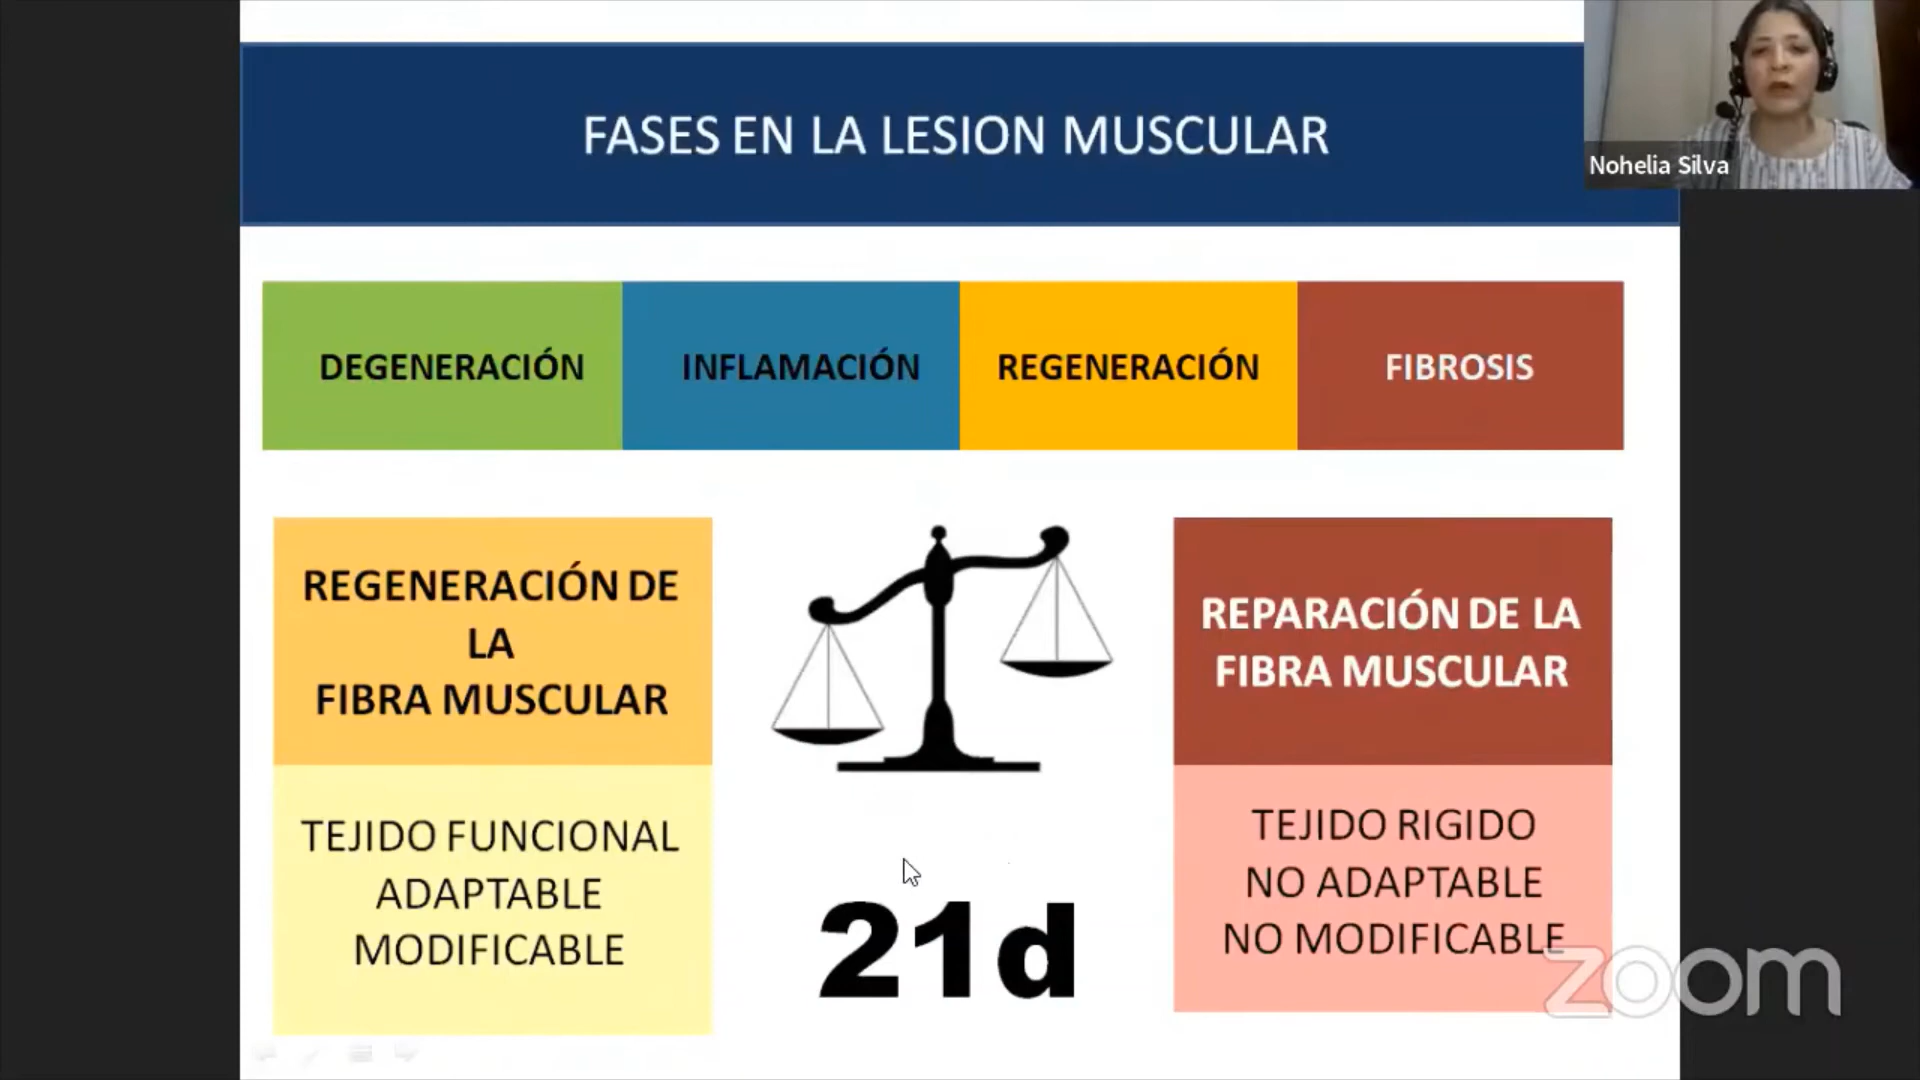 FASES EN LA LESION MUSCULAR
Nohelia Silva
DEGENERACIÓN
INFLAMACIÓN
REGENERACIÓN
FIBROSIS
REGENERACIÓN DE
LA
FIBRA MUSCULAR
TEJIDO FUNCIONAL
ADAPTABLE
MODIFICABLE
21d
REPARACIÓN DE LA
FIBRA MUSCULAR
TEJIDO RIGIDO
NO ADAPTABLE
NO MODIFICABLE
zoom